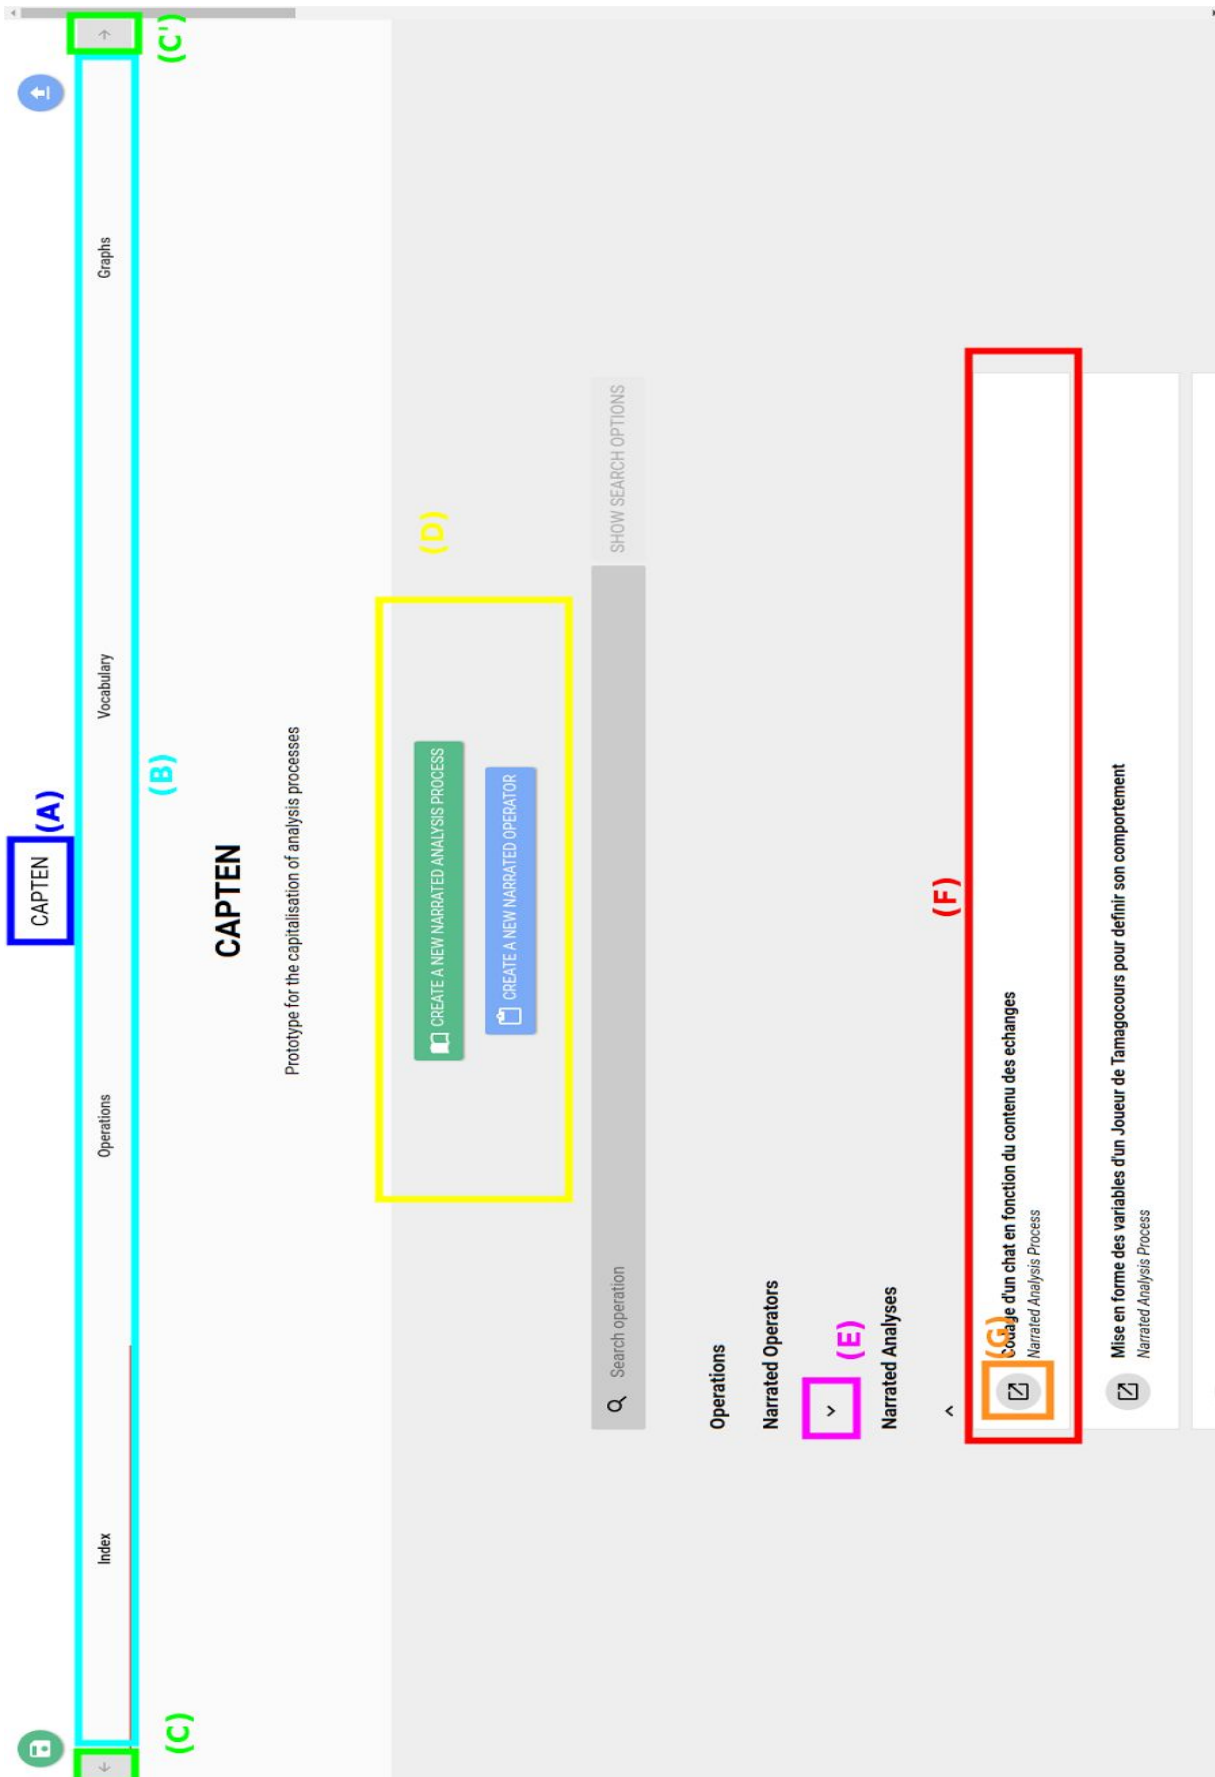 CAPTEN
(A)
Index Operations Vocabulary Graphs
(C) (B) (C')
CAPTEN
Prototype for the capitalisation of analysis processes
(D)
CREATE A NEW NARRATED ANALYSIS PROCESS
CREATE A NEW NARRATED OPERATOR
Search operation SHOW SEARCH OPTIONS
Operations
Narrated Operators
(E)
Narrated Analyses
(F)
(G)
Codage d'un chat en fonction du contenu des echanges
Narrated Analysis Process
Mise en forme des variables d'un Joueur de Tamagocours pour definir son comportement
Narrated Analysis Process